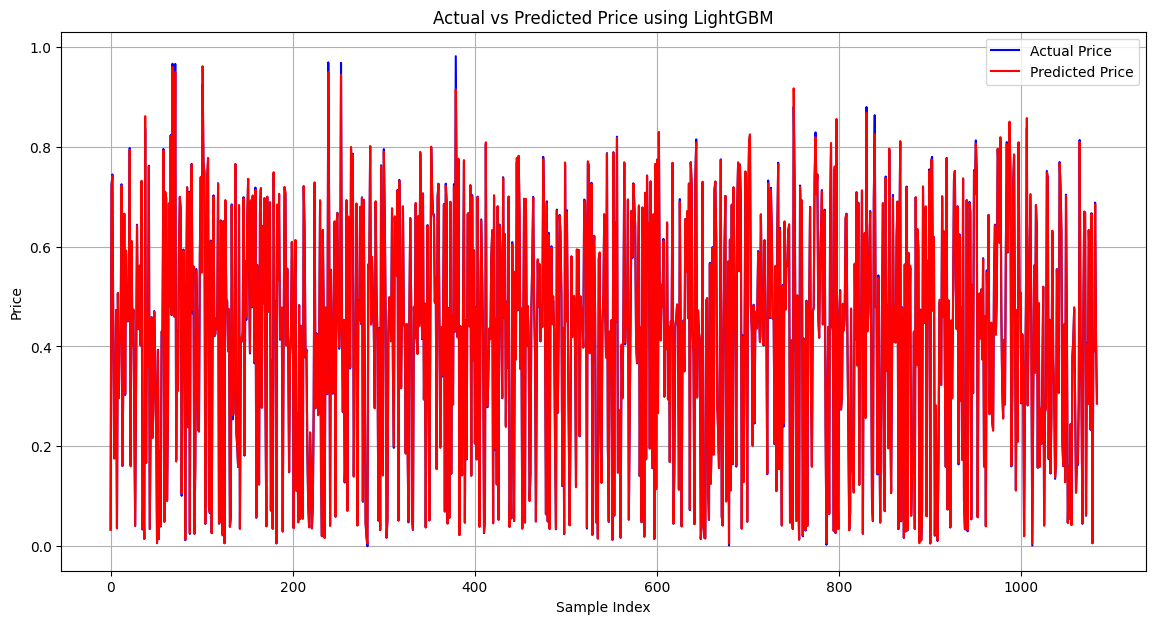 Actual vs Predicted Price using LightGBM
Actual Price
Predicted Price
Price
1.0
0.8
0.6
0.4
0.2
0.0
0
200
400
600
800
1000
Sample Index